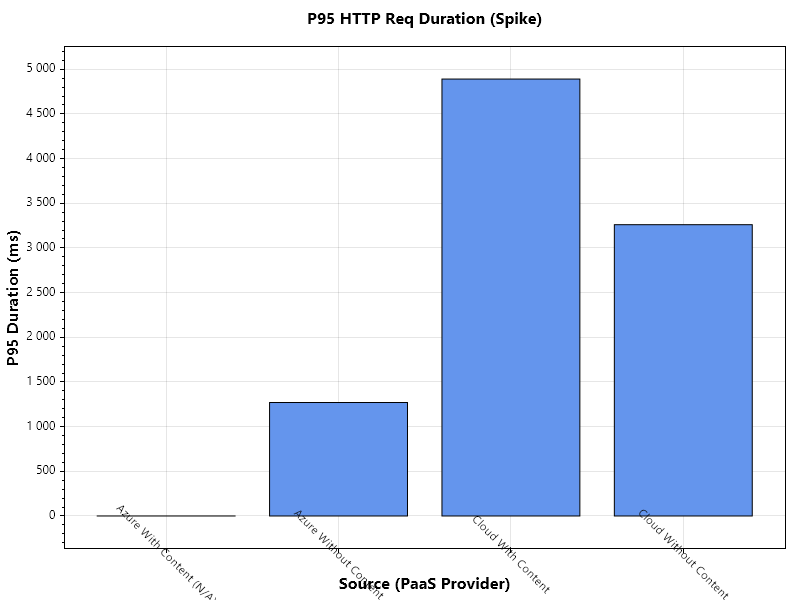 P95 HTTP Req Duration (Spike)
P95 Duration (ms)
5 000
4 500
4 000
3 500
3 000
2 500
2 000
1 500
1 000
500
0
Azure With Content (N/A)
Azure Without Content
Cloud With Content
Cloud Without Content
Source (PaaS Provider)